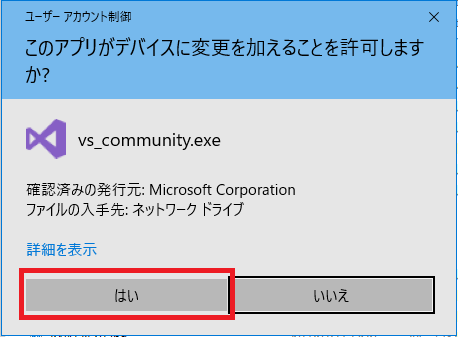 ユーザー アカウント制御
このアプリがデバイスに変更を加えることを許可します
か?
vs_community.exe
確認済みの発行元: Microsoft Corporation
ファイルの入手先: ネットワーク ドライブ
詳細を表示
はい
いいえ